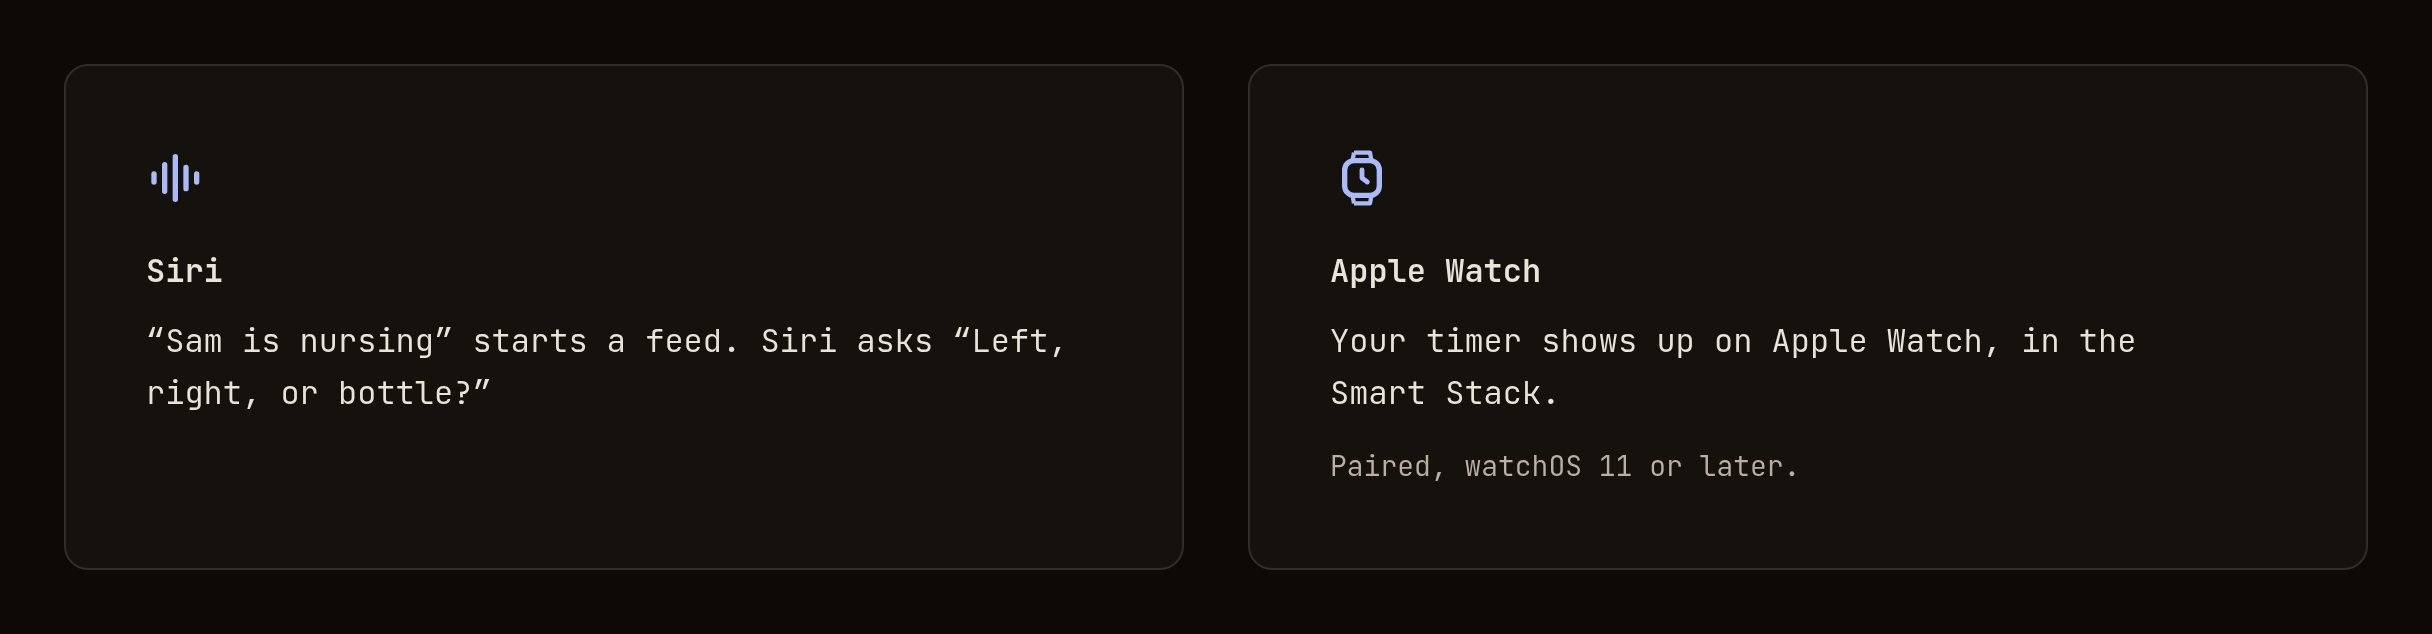 Siri
“Sam is nursing” starts a feed. Siri asks “Left,
right, or bottle?”
Apple Watch
Your timer shows up on Apple Watch, in the
Smart Stack.
Paired, watchOS 11 or later.